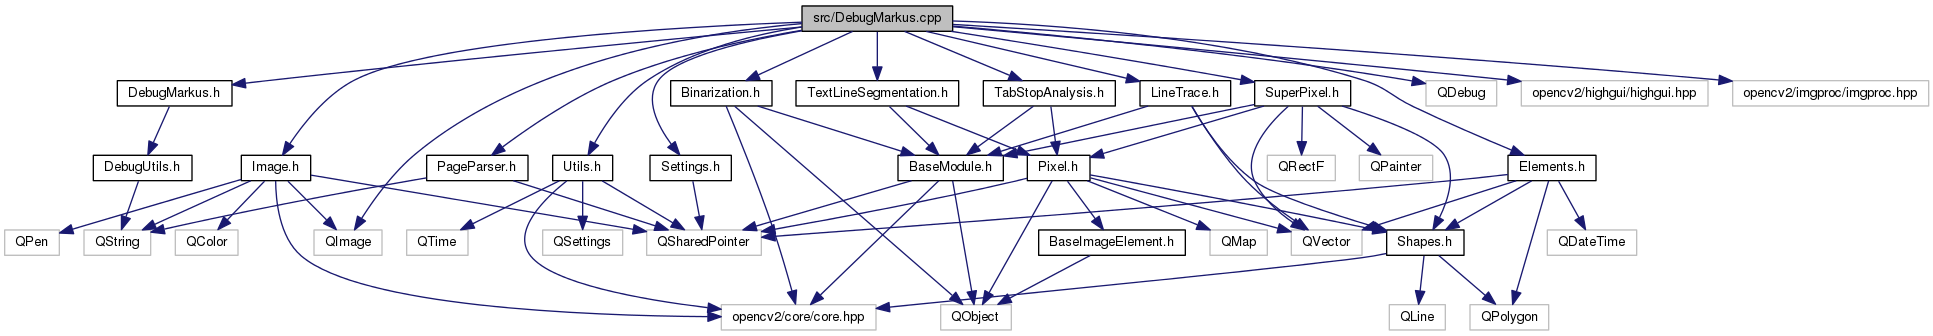 src/DebugMarkus.cpp
DebugMarkus.h
Binarization.h
TextLineSegmentation.h
TabStopAnalysis.h
LineTrace.h
SuperPixel.h
QDebug
opencv2/highgui/highgui.hpp
opencv2/imgproc/imgproc.hpp
DebugUtils.h
Image.h
PageParser.h
Utils.h
Settings.h
BaseModule.h
Pixel.h
QRectF
QPainter
Elements.h
QPen
QString
QColor
QImage
QTime
QSettings
QSharedPointer
BaseImageElement.h
QMap
QVector
Shapes.h
QDateTime
opencv2/core/core.hpp
QObject
QLine
QPolygon